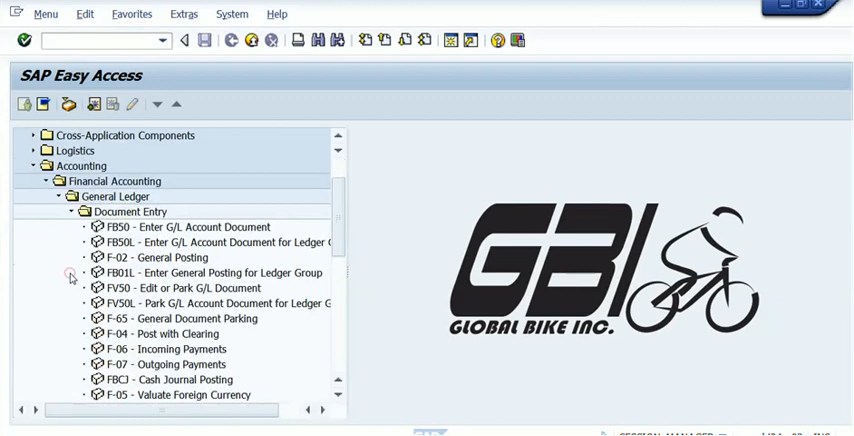 Menu Edit Favorites Extras System Help
SAP Easy Access
Cross-Application Components
Logistics
Accounting
Financial Accounting
General Ledger
Document Entry
FB50 - Enter G/L Account Document
FB50L - Enter G/L Account Document for Ledger
F-02 - General Posting
FB01L - Enter General Posting for Ledger Group
FV50 - Edit or Park G/L Document
FV50L - Park G/L Account Document for Ledger G
F-65 - General Document Parking
F-04 - Post with Clearing
F-06 - Incoming Payments
F-07 - Outgoing Payments
FBCJ - Cash Journal Posting
F-05 - Valuate Foreign Currency
GBI
GLOBAL BIKE INC.